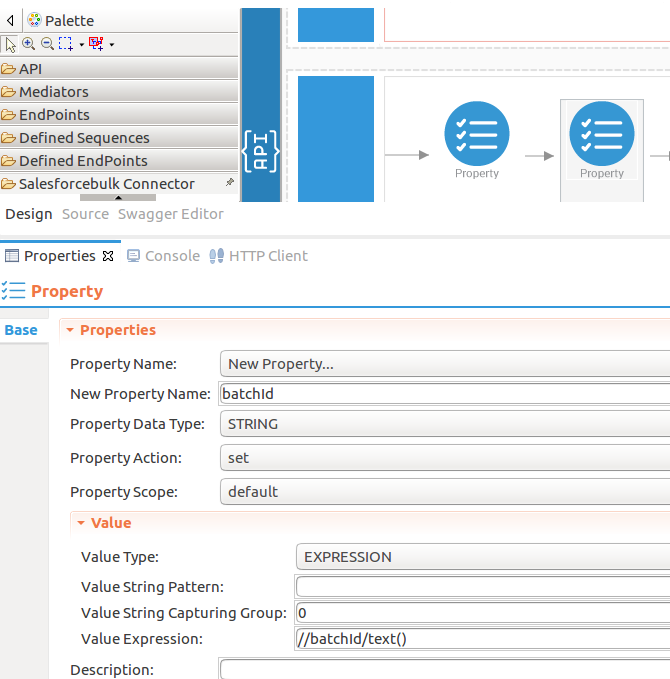 Palette
API
Mediators
EndPoints
Defined Sequences
Defined EndPoints
Salesforcebulk Connector
{API}
Property
Property
Design Source Swagger Editor
Properties Console HTTP Client
Property
Base
Properties
Property Name: New Property...
New Property Name: batchId
Property Data Type: STRING
Property Action: set
Property Scope: default
Value
Value Type: EXPRESSION
Value String Pattern:
Value String Capturing Group: 0
Value Expression: //batchId/text()
Description: